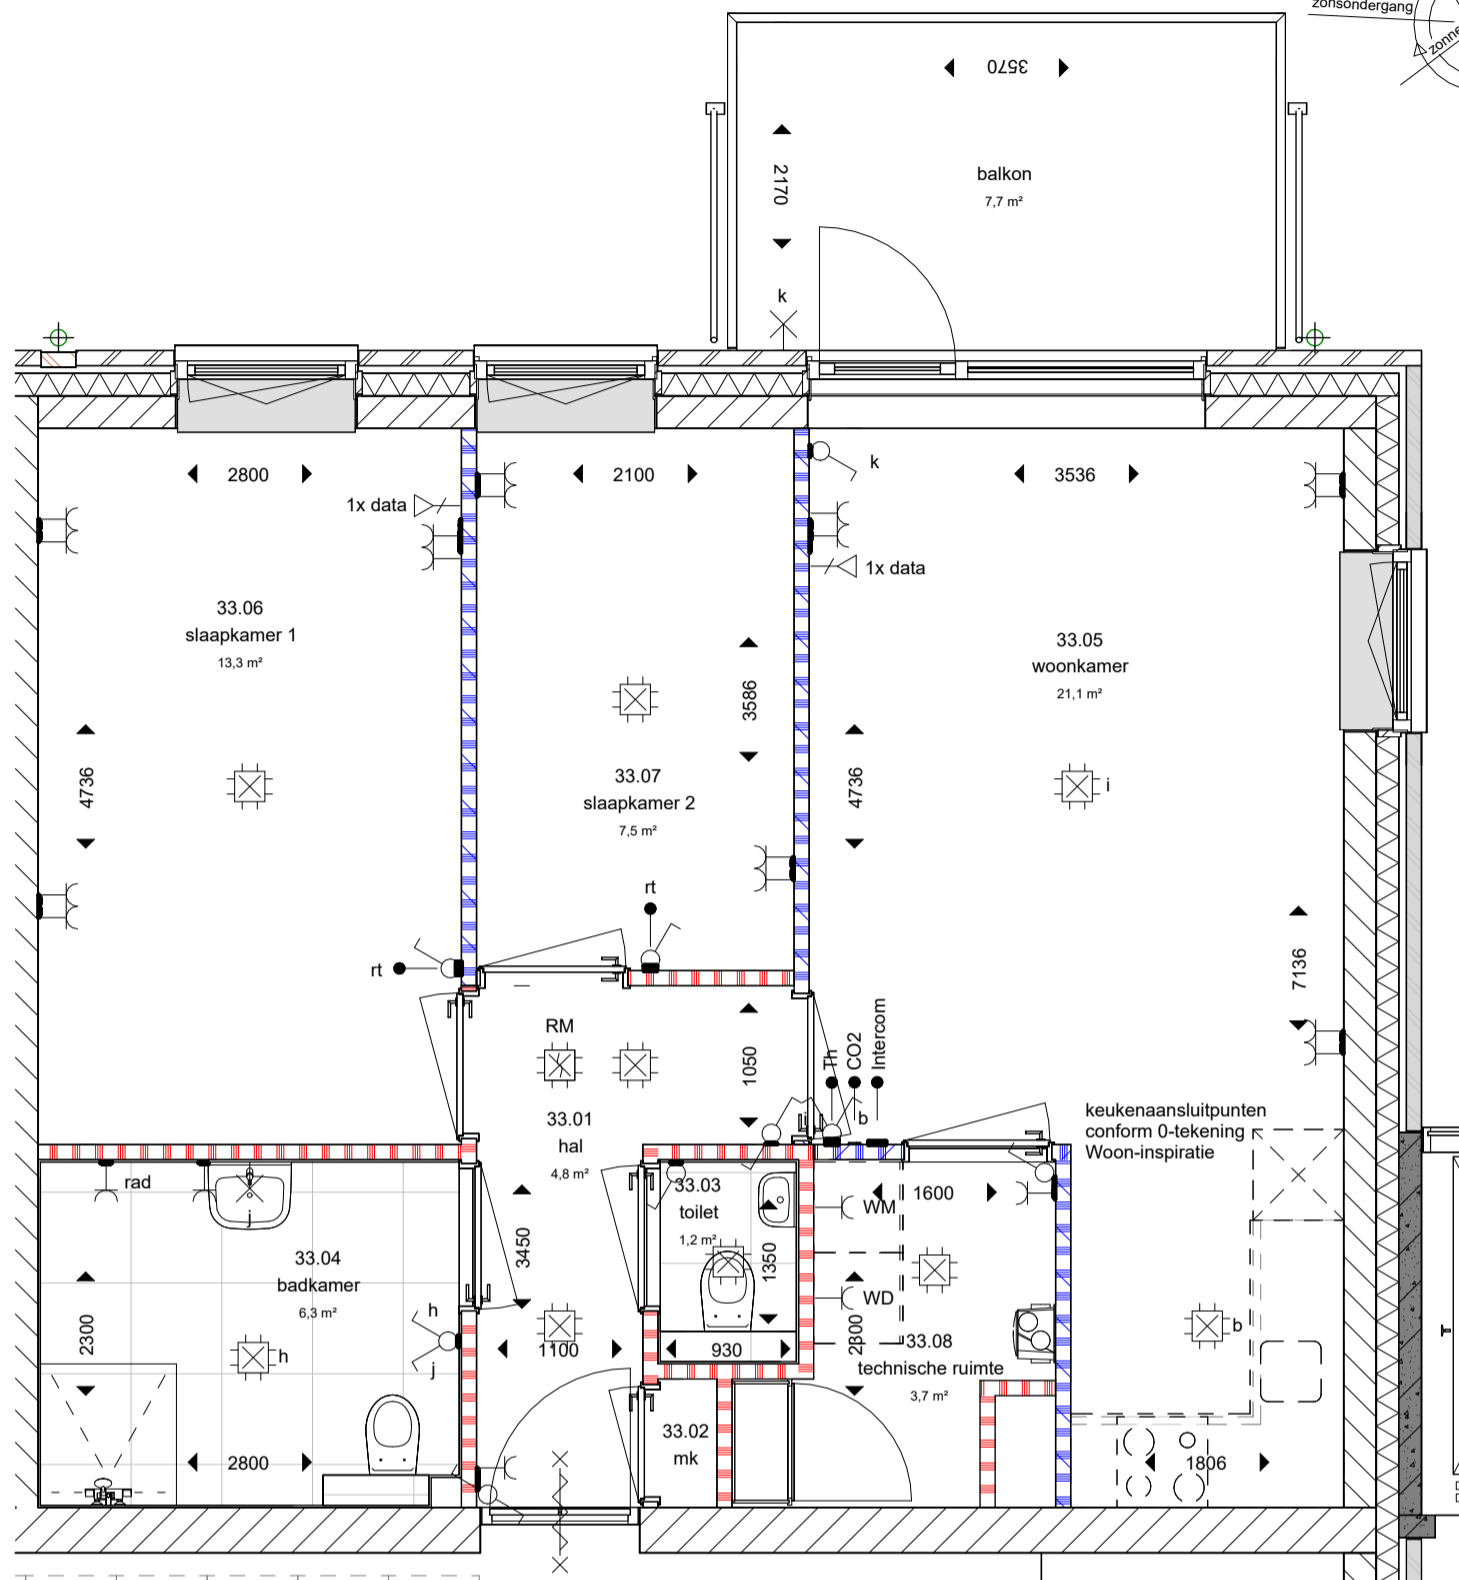 zonsondergang
zonne
3570
2170
balkon
7,7 m²
k
2800
2100
3536
k
1x data
1x data
33.06
slaapkamer 1
13,3 m²
33.05
woonkamer
21,1 m²
3586
4736
33.07
slaapkamer 2
7,5 m²
4736
i
rt
rt
7136
RM
1050
Th
CO2
Intercom
i
b
33.01
hal
4,8 m²
keukenaansluitpunten
conform 0-tekening
Woon-inspiratie
rad
j
33.03
toilet
1,2 m²
WM
1600
3450
1350
33.04
badkamer
6,3 m²
h
WD
2300
h
j
1100
930
2300
33.08
technische ruimte
3,7 m²
b
T
33.02
mk
2800
1806